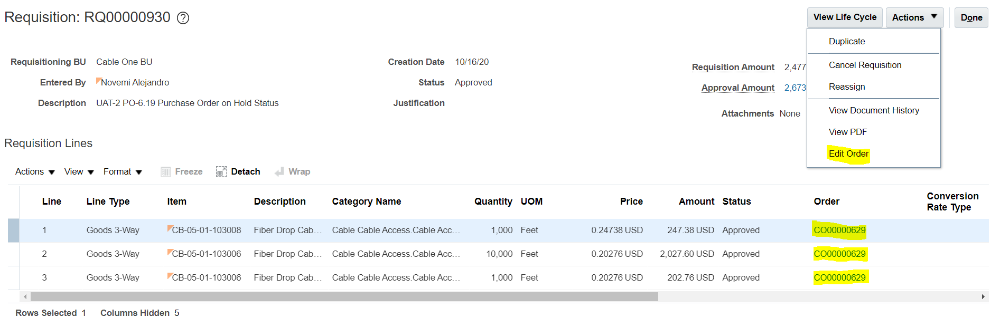 Requisition: RQ00000930 ?
View Life Cycle Actions Done
Duplicate
Cancel Requisition
Reassign
View Document History
View PDF
Edit Order
Requisitioning BU Cable One BU
Entered By Novemi Alejandro
Description UAT-2 PO-6.19 Purchase Order on Hold Status
Creation Date 10/16/20
Status Approved
Justification
Requisition Amount 2,477
Approval Amount 2,673
Attachments None
Requisition Lines
Actions View Format Freeze Detach Wrap
Line Line Type Item Description Category Name Quantity UOM Price Amount Status Order Conversion Rate Type
1 Goods 3-Way CB-05-01-103008 Fiber Drop Cab... Cable Cable Access.Cable Acc... 1,000 Feet 0.24738 USD 247.38 USD Approved CO00000629
2 Goods 3-Way CB-05-01-103006 Fiber Drop Cab... Cable Cable Access.Cable Acc... 10,000 Feet 0.20276 USD 2,027.60 USD Approved CO00000629
3 Goods 3-Way CB-05-01-103006 Fiber Drop Cab... Cable Cable Access.Cable Acc... 1,000 Feet 0.20276 USD 202.76 USD Approved CO00000629
Rows Selected 1 Columns Hidden 5